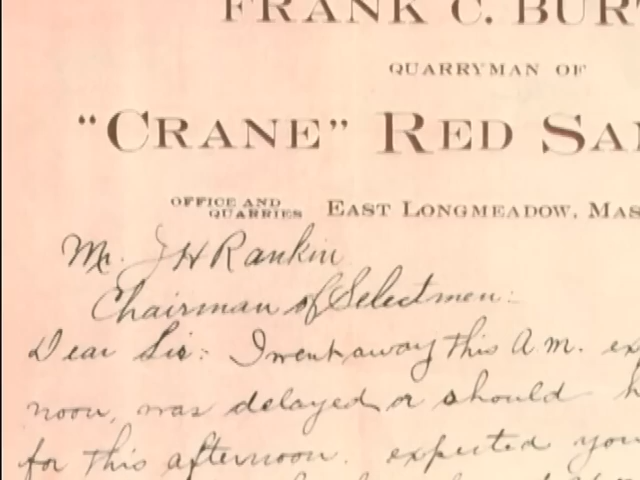 FRANK C. BUR
QUARRYMAN OF
"CRANE" RED SA
OFFICE AND QUARRIES EAST LONGMEADOW, MAS
Mr. J H Rankin
Chairman of Selectmen:
Dear Sir: I went away this A.M. ex
noon, was delayed or should h
for this afternoon. expected you